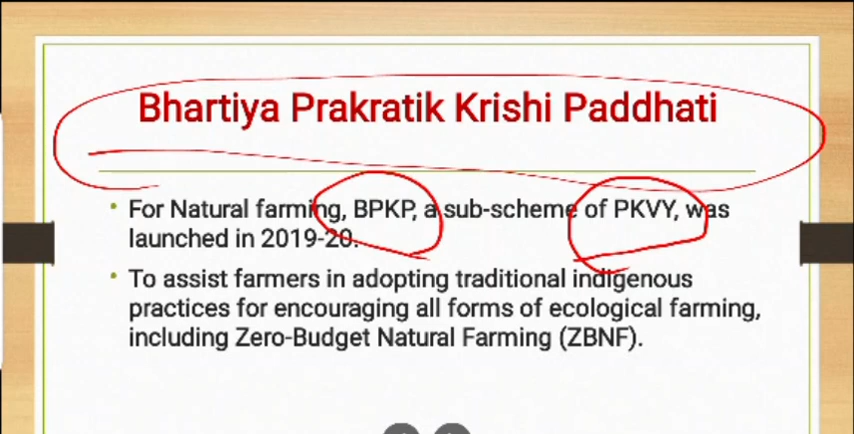 Bhartiya Prakratik Krishi Paddhati
• For Natural farming, BPKP, a sub-scheme of PKVY, was
launched in 2019-20.
• To assist farmers in adopting traditional indigenous
practices for encouraging all forms of ecological farming,
including Zero-Budget Natural Farming (ZBNF).